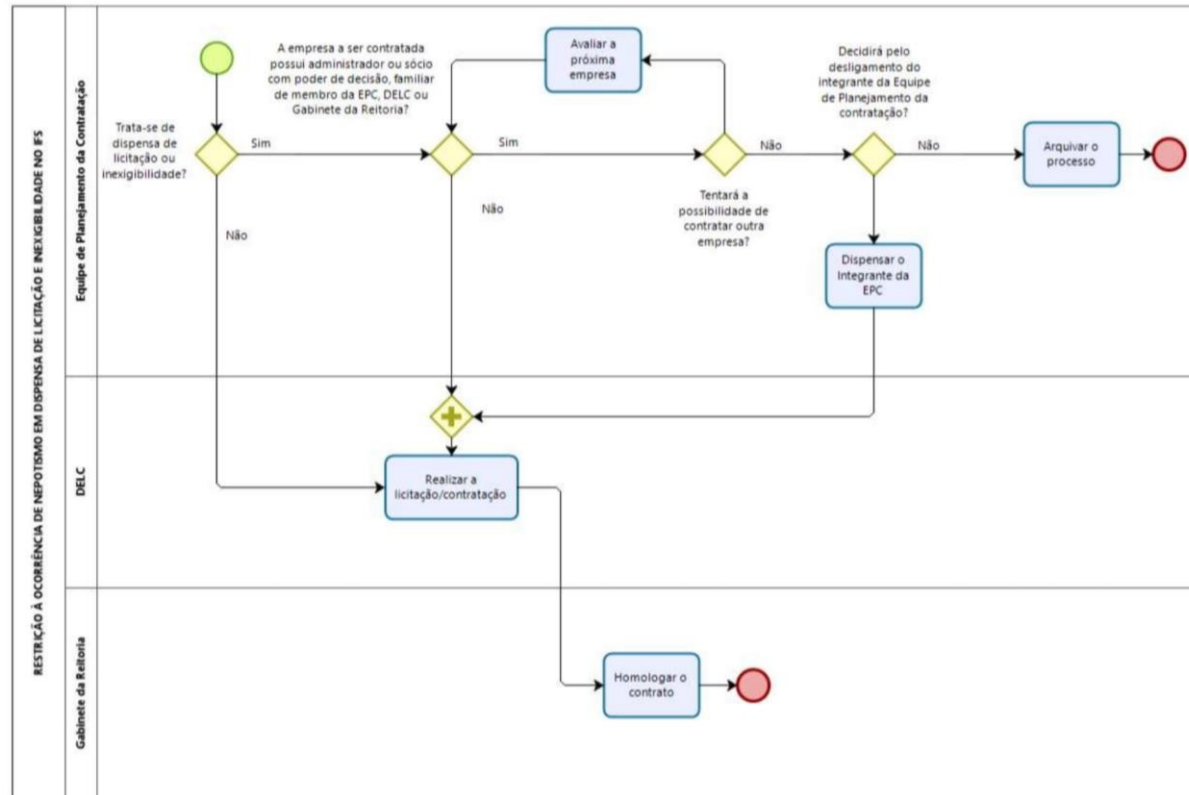 RESTRIÇÃO À OCORRÊNCIA DE NEPOTISMO EM DISPENSA DE LICITAÇÃO E INEXIGIBILIDADE NO IFS
Equipe de Planejamento da Contratação
Trata-se de
dispensa de
licitação ou
inexigibilidade?
Sim
Não
A empresa a ser contratada
possui administrador ou sócio
com poder de decisão, familiar
de membro da EPC, DELC ou
Gabinete da Reitoria?
Sim
Não
Avaliar a
próxima
empresa
Tentará a
possibilidade de
contratar outra
empresa?
Não
Decidirá pelo
desligamento do
integrante da Equipe
de Planejamento da
contratação?
Não
Arquivar o
processo
Dispensar o
Integrante da
EPC
DELC
Realizar a
licitação/contratação
Gabinete da Reitoria
Homologar o
contrato